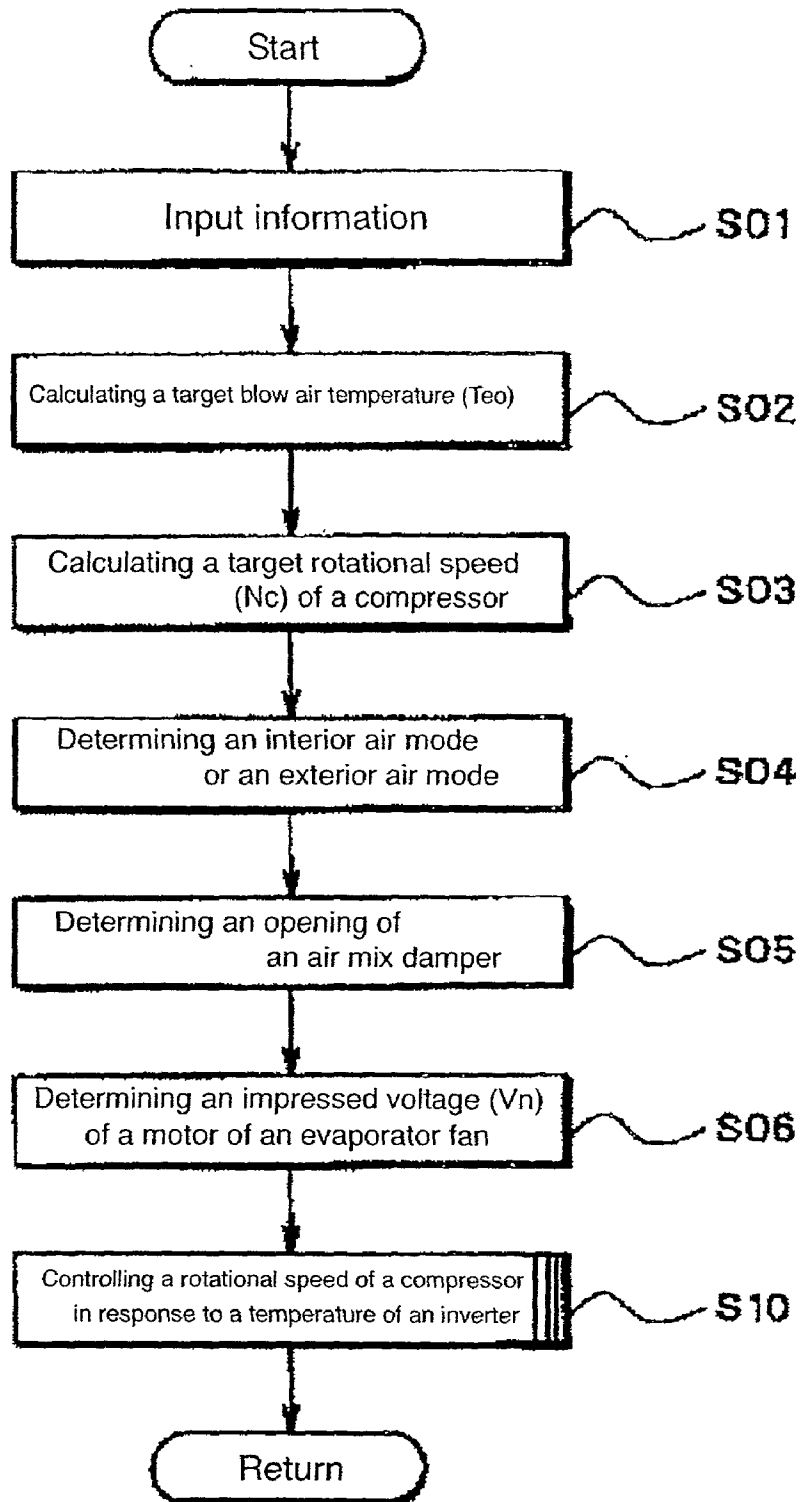 Start
Input information
S01
Calculating a target blow air temperature (Teo)
S02
Calculating a target rotational speed
(Nc) of a compressor
S03
Determining an interior air mode
or an exterior air mode
S04
Determining an opening of
an air mix damper
S05
Determining an impressed voltage (Vn)
of a motor of an evaporator fan
S06
Controlling a rotational speed of a compressor
in response to a temperature of an inverter
S10
Return